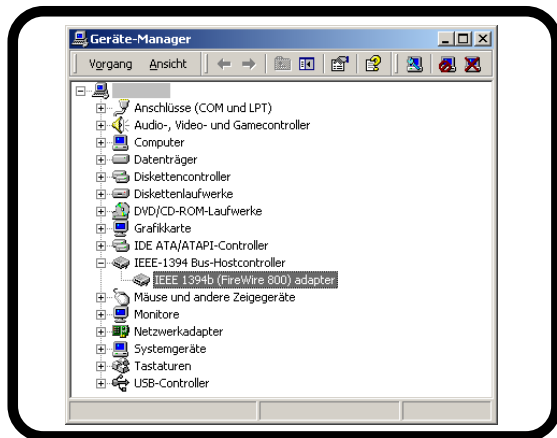 Geräte-Manager
Vorgang Ansicht
Anschlüsse (COM und LPT)
Audio-, Video- und Gamecontroller
Computer
Datenträger
Diskettencontroller
Diskettenlaufwerke
DVD/CD-ROM-Laufwerke
Grafikkarte
IDE ATA/ATAPI-Controller
IEEE-1394 Bus-Hostcontroller
IEEE 1394b (FireWire 800) adapter
Mäuse und andere Zeigegeräte
Monitore
Netzwerkadapter
Systemgeräte
Tastaturen
USB-Controller